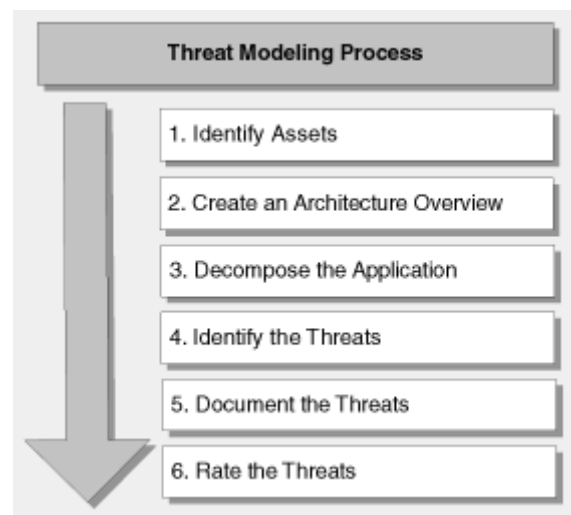 Threat Modeling Process
1. Identify Assets
2. Create an Architecture Overview
3. Decompose the Application
4. Identify the Threats
5. Document the Threats
6. Rate the Threats